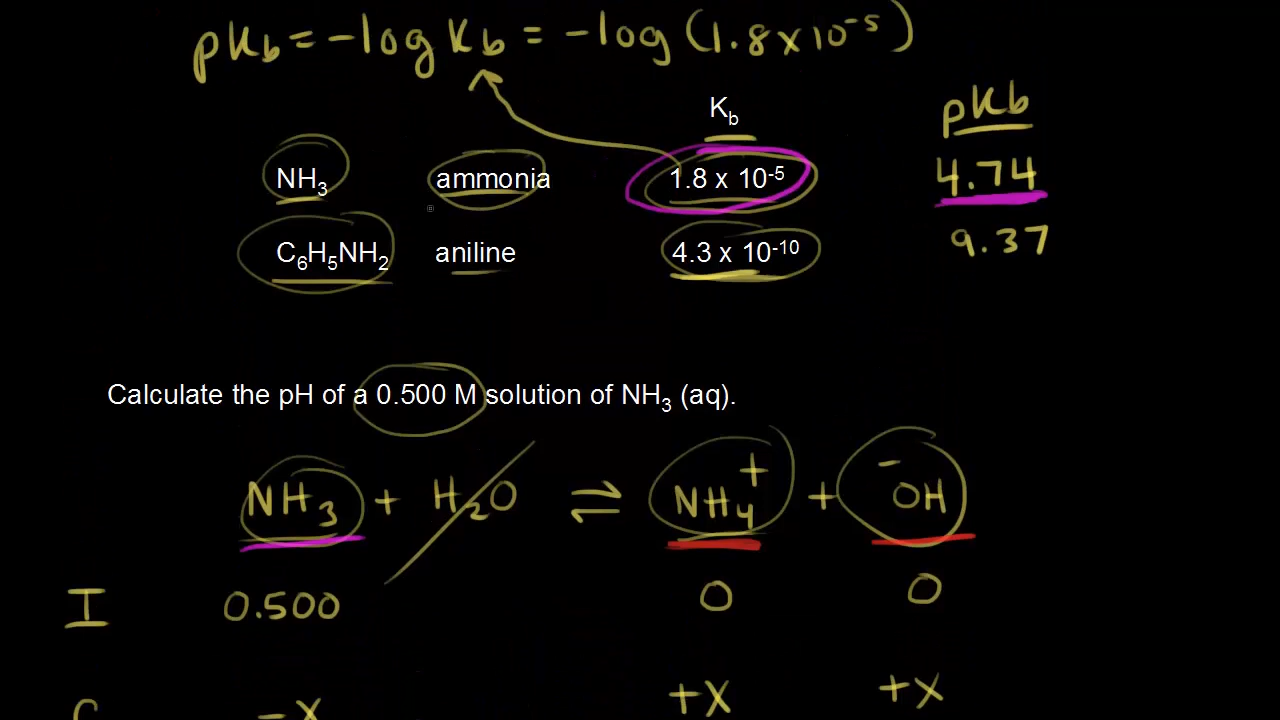 pKb = -log Kb = -log (1.8 x 10⁻⁵)
K_b pKb
NH₃ ammonia 1.8 x 10⁻⁵ 4.74
C₆H₅NH₂ aniline 4.3 x 10⁻¹⁰ 9.37
Calculate the pH of a 0.500 M solution of NH₃ (aq).
NH₃ + H₂O ⇌ NH₄⁺ + ⁻OH
I 0.500 0 0
C -X +X +X